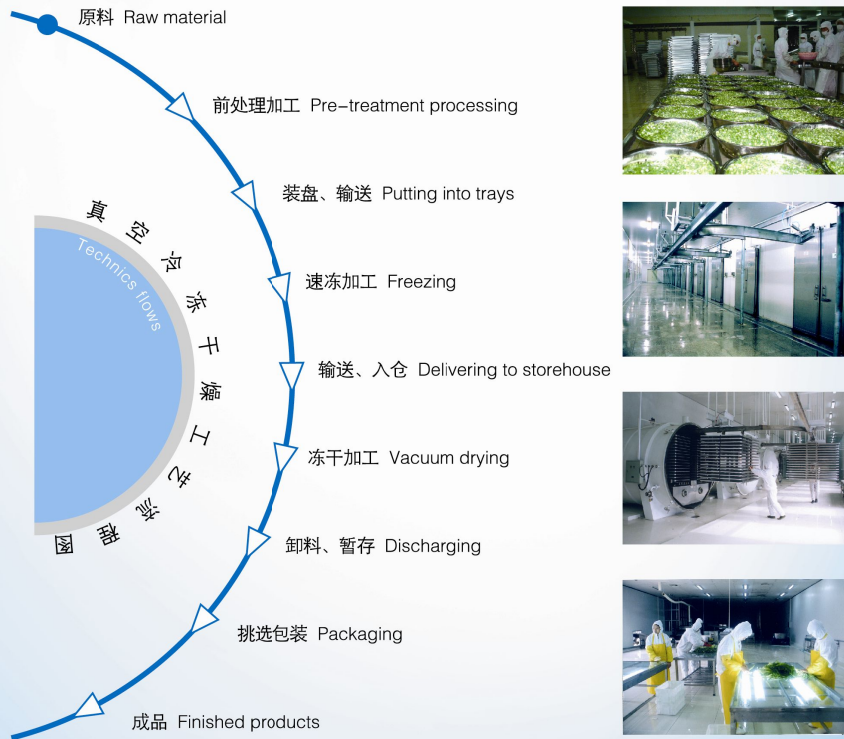 原料 Raw material
前处理加工 Pre-treatment processing
装盘、输送 Putting into trays
速冻加工 Freezing
输送、入仓 Delivering to storehouse
冻干加工 Vacuum drying
卸料、暂存 Discharging
挑选包装 Packaging
成品 Finished products
真空冷冻干燥工艺流程图
Technics flows